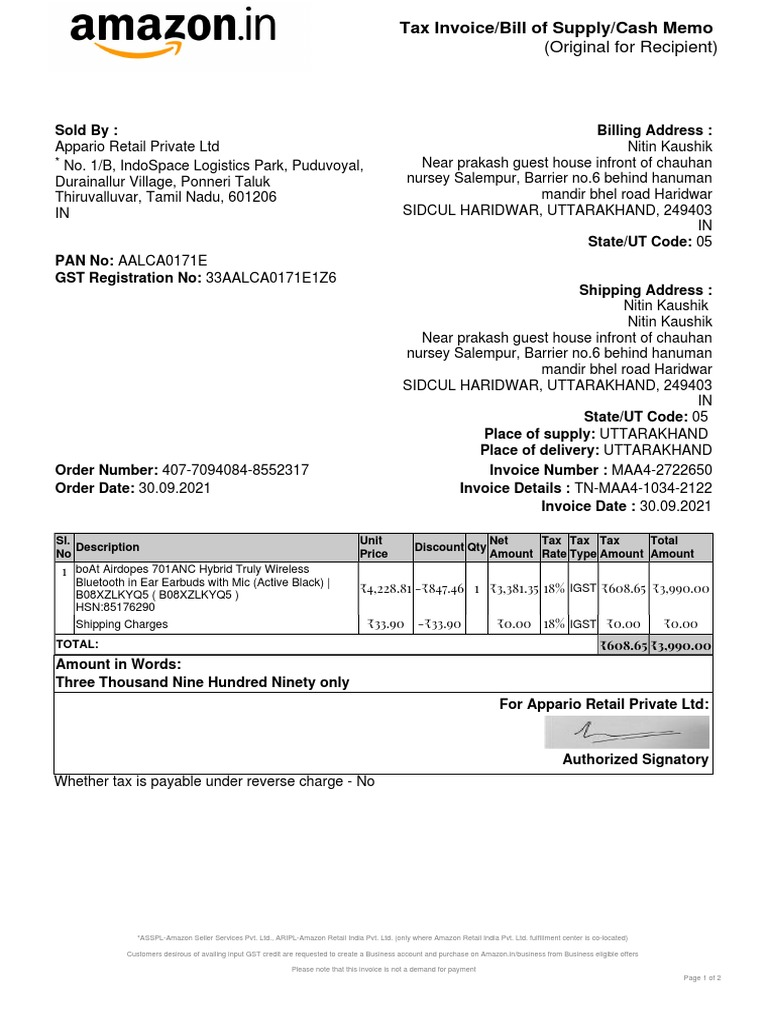 amazon.in
Tax Invoice/Bill of Supply/Cash Memo
(Original for Recipient)
Sold By :
Appario Retail Private Ltd
* No. 1/B, IndoSpace Logistics Park, Puduvoyal,
Durainallur Village, Ponneri Taluk
Thiruvalluvar, Tamil Nadu, 601206
IN
PAN No: AALCA0171E
GST Registration No: 33AALCA0171E1Z6
Billing Address :
Nitin Kaushik
Near prakash guest house infront of chauhan
nursey Salempur, Barrier no.6 behind hanuman
mandir bhel road Haridwar
SIDCUL HARIDWAR, UTTARAKHAND, 249403
IN
State/UT Code: 05
Shipping Address :
Nitin Kaushik
Nitin Kaushik
Near prakash guest house infront of chauhan
nursey Salempur, Barrier no.6 behind hanuman
mandir bhel road Haridwar
SIDCUL HARIDWAR, UTTARAKHAND, 249403
IN
State/UT Code: 05
Place of supply: UTTARAKHAND
Place of delivery: UTTARAKHAND
Order Number: 407-7094084-8552317
Order Date: 30.09.2021
Invoice Number : MAA4-2722650
Invoice Details : TN-MAA4-1034-2122
Invoice Date : 30.09.2021
Sl. No Description Unit Price Discount Qty Net Amount Tax Rate Tax Type Tax Amount Total Amount
1 boAt Airdopes 701ANC Hybrid Truly Wireless
Bluetooth in Ear Earbuds with Mic (Active Black) |
B08XZLKYQ5 ( B08XZLKYQ5 )
HSN:85176290
₹4,228.81 -₹847.46 1 ₹3,381.35 18% IGST ₹608.65 ₹3,990.00
Shipping Charges ₹33.90 -₹33.90 ₹0.00 18% IGST ₹0.00 ₹0.00
TOTAL: ₹608.65 ₹3,990.00
Amount in Words:
Three Thousand Nine Hundred Ninety only
For Appario Retail Private Ltd:
Authorized Signatory
Whether tax is payable under reverse charge - No
*ASSPL-Amazon Seller Services Pvt. Ltd., ARIPL-Amazon Retail India Pvt. Ltd. (only where Amazon Retail India Pvt. Ltd. fulfillment center is co-located)
Customers desirous of availing input GST credit are requested to create a Business account and purchase on Amazon.in/business from Business eligible offers
Please note that this invoice is not a demand for payment
Page 1 of 2